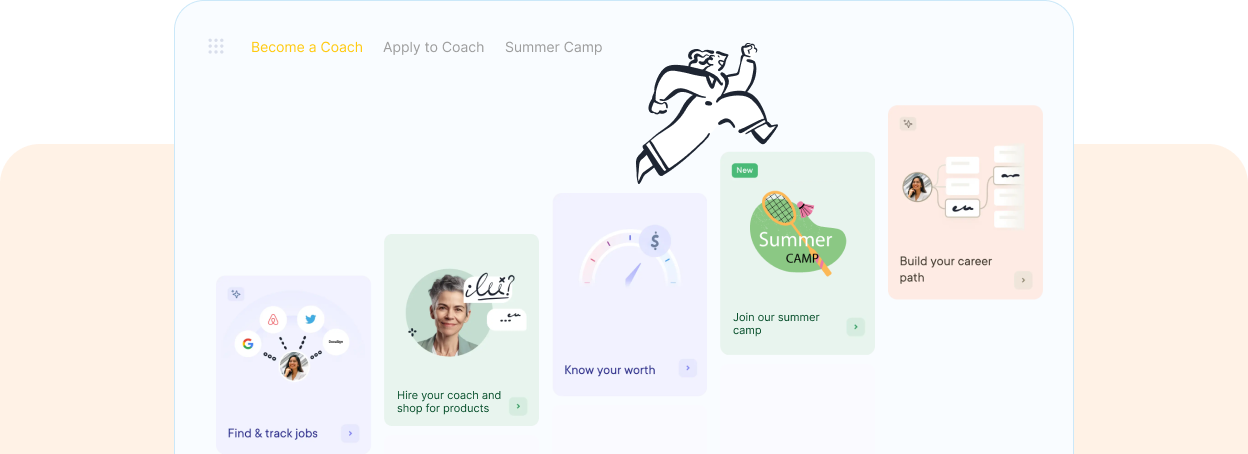 Become a Coach
Apply to Coach
Summer Camp
Find & track jobs
Hire your coach and
shop for products
Know your worth
$
New
Summer
CAMP
Join our summer
camp
Build your career
path